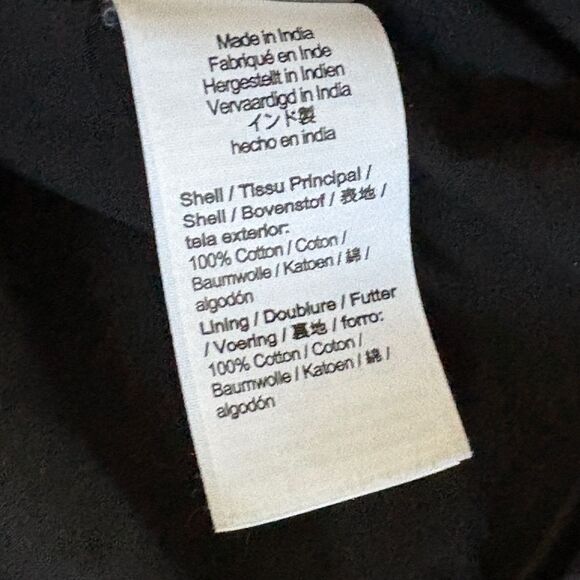 Made in India
Fabriqué en Inde
Hergestellt in Indien
Vervaardigd in India
インド製
hecho en india
Shell / Tissu Principal /
Shell / Bovenstof / 表地 /
tela exterior:
100% Cotton / Coton /
Baumwolle / Katoen / 綿 /
algodón
Lining / Doublure / Futter
/ Voering / 裏地 / forro:
100% Cotton / Coton /
Baumwolle / Katoen / 綿 /
algodón